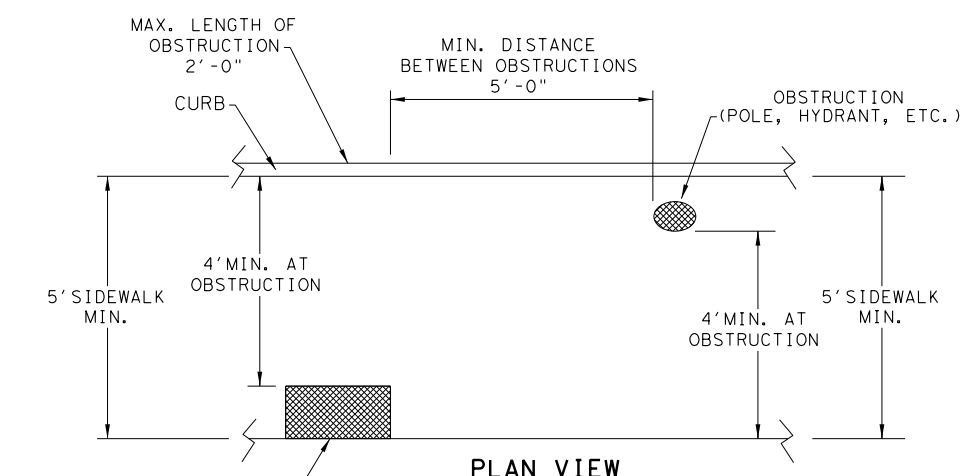 MAX. LENGTH OF
OBSTRUCTION
2'-0"
CURB
MIN. DISTANCE
BETWEEN OBSTRUCTIONS
5'-0"
OBSTRUCTION
(POLE, HYDRANT, ETC.)
5'SIDEWALK
MIN.
4'MIN. AT
OBSTRUCTION
4'MIN. AT
OBSTRUCTION
5'SIDEWALK
MIN.
PLAN VIEW